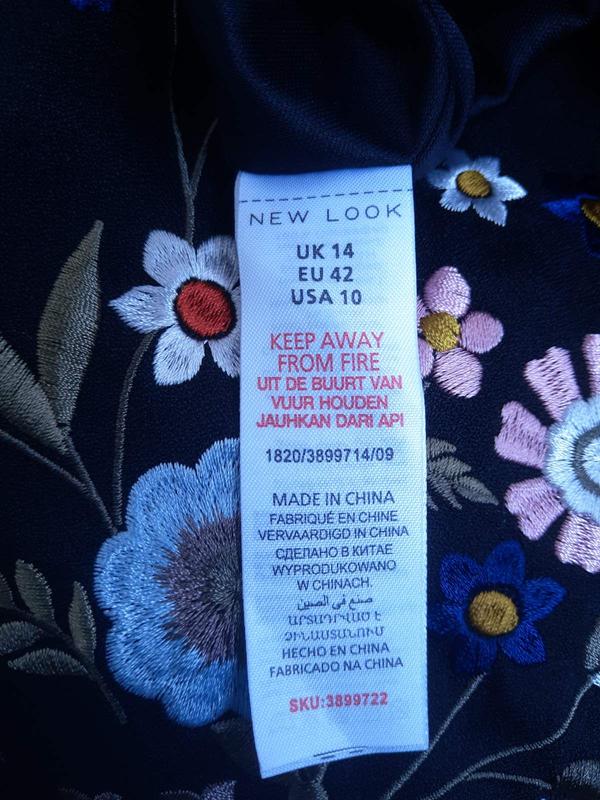 NEW LOOK
UK 14
EU 42
USA 10
KEEP AWAY
FROM FIRE
UIT DE BUURT VAN
VUUR HOUDEN
JAUHKAN DARI API
1820/3899714/09
MADE IN CHINA
FABRIQUÉ EN CHINE
VERVAARDIGD IN CHINA
СДЕЛАНО В КИТАЕ
WYPRODUKOWANO
W CHINACH.
صنع في الصين
ԱՐՏԱԴՐՎԱԾ Է
ՉԻՆԱՍՏԱՆՈՒՄ
HECHO EN CHINA
FABRICADO NA CHINA
SKU:3899722